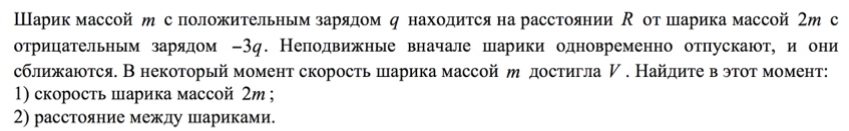 Шарик массой m с положительным зарядом q находится на расстоянии R от шарика массой 2m с
отрицательным зарядом −3q. Неподвижные вначале шарики одновременно отпускают, и они
сближаются. В некоторый момент скорость шарика массой m достигла V . Найдите в этот момент:
1) скорость шарика массой 2m ;
2) расстояние между шариками.